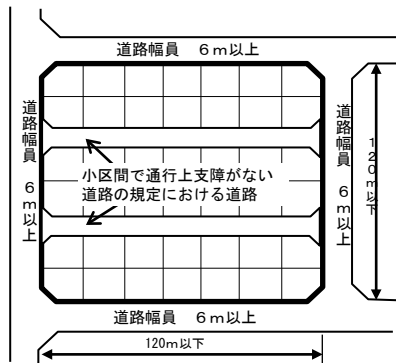 道路幅員　６ｍ以上
道路幅員　６ｍ以上
小区間で通行上支障がない
道路の規定における道路
道路幅員　６ｍ以上
１２０ｍ以下
道路幅員　６ｍ以上
120ｍ以下